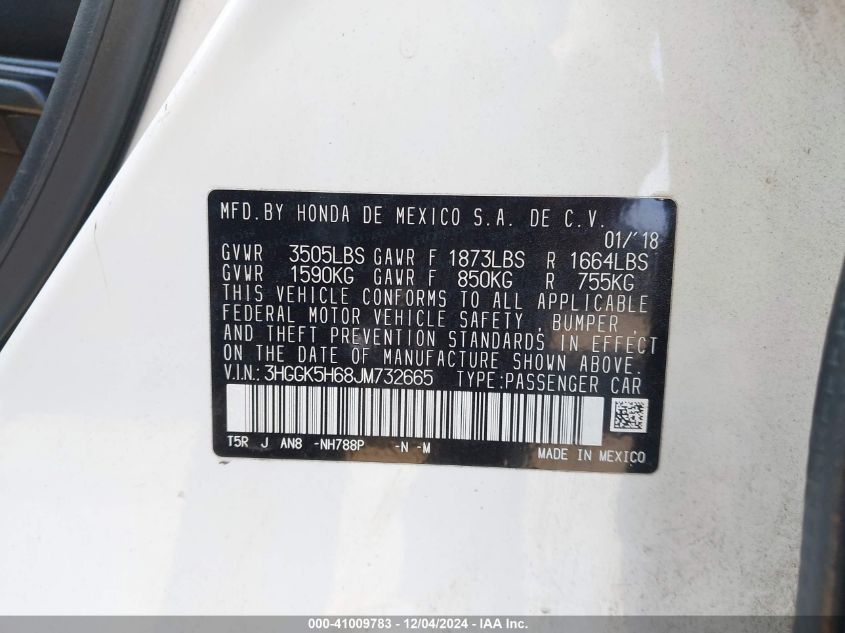 MFD.BY HONDA DE MEXICO S.A. DE C.V.
01/'18
GVWR 3505LBS GAWR F 1873LBS R 1664LBS
GVWR 1590KG GAWR F 850KG R 755KG
THIS VEHICLE CONFORMS TO ALL APPLICABLE
FEDERAL MOTOR VEHICLE SAFETY , BUMPER ,
AND THEFT PREVENTION STANDARDS IN EFFECT
ON THE DATE OF MANUFACTURE SHOWN ABOVE.
V.I.N.: 3HGGK5H68JM732665 TYPE:PASSENGER CAR
T5R J AN8 -NH788P -N -M
MADE IN MEXICO
000-41009783 - 12/04/2024 - IAA Inc.